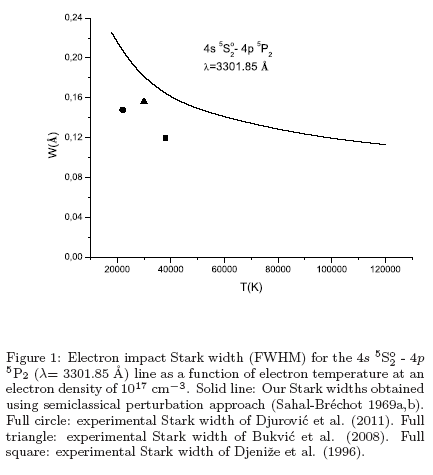 0,24
0,20
0,16
0,12
0,08
0,04
0,00
W(Å)
4s ⁵S°₂- 4p ⁵P₂
λ=3301.85 Å
20000 40000 60000 80000 100000 120000
T(K)
Figure 1: Electron impact Stark width (FWHM) for the 4s ⁵S°₂ - 4p
⁵P₂ (λ= 3301.85 Å) line as a function of electron temperature at an
electron density of 10¹⁷ cm⁻³. Solid line: Our Stark widths obtained
using semiclassical perturbation approach (Sahal-Bréchot 1969a,b).
Full circle: experimental Stark width of Djurović et al. (2011). Full
triangle: experimental Stark width of Bukvić et al. (2008). Full
square: experimental Stark width of Djeniže et al. (1996).